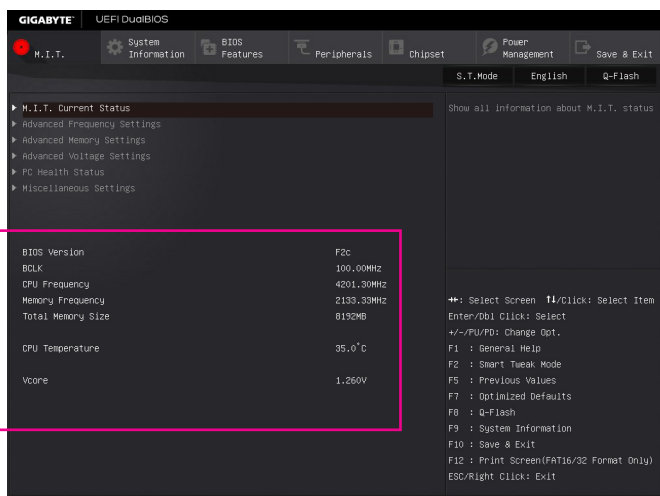 GIGABYTE™ UEFI DualBIOS
M.I.T.
System Information
BIOS Features
Peripherals
Chipset
Power Management
Save & Exit
S.T.Mode English Q-Flash
M.I.T. Current Status
Advanced Frequency Settings
Advanced Memory Settings
Advanced Voltage Settings
PC Health Status
Miscellaneous Settings
Show all information about M.I.T. status
BIOS Version F2c
BCLK 100.00MHz
CPU Frequency 4201.30MHz
Memory Frequency 2133.33MHz
Total Memory Size 8192MB
CPU Temperature 35.0°C
Vcore 1.260V
→←: Select Screen ↑↓/Click: Select Item
Enter/Dbl Click: Select
+/-/PU/PD: Change Opt.
F1 : General Help
F2 : Smart Tweak Mode
F5 : Previous Values
F7 : Optimized Defaults
F8 : Q-Flash
F9 : System Information
F10 : Save & Exit
F12 : Print Screen(FAT16/32 Format Only)
ESC/Right Click: Exit